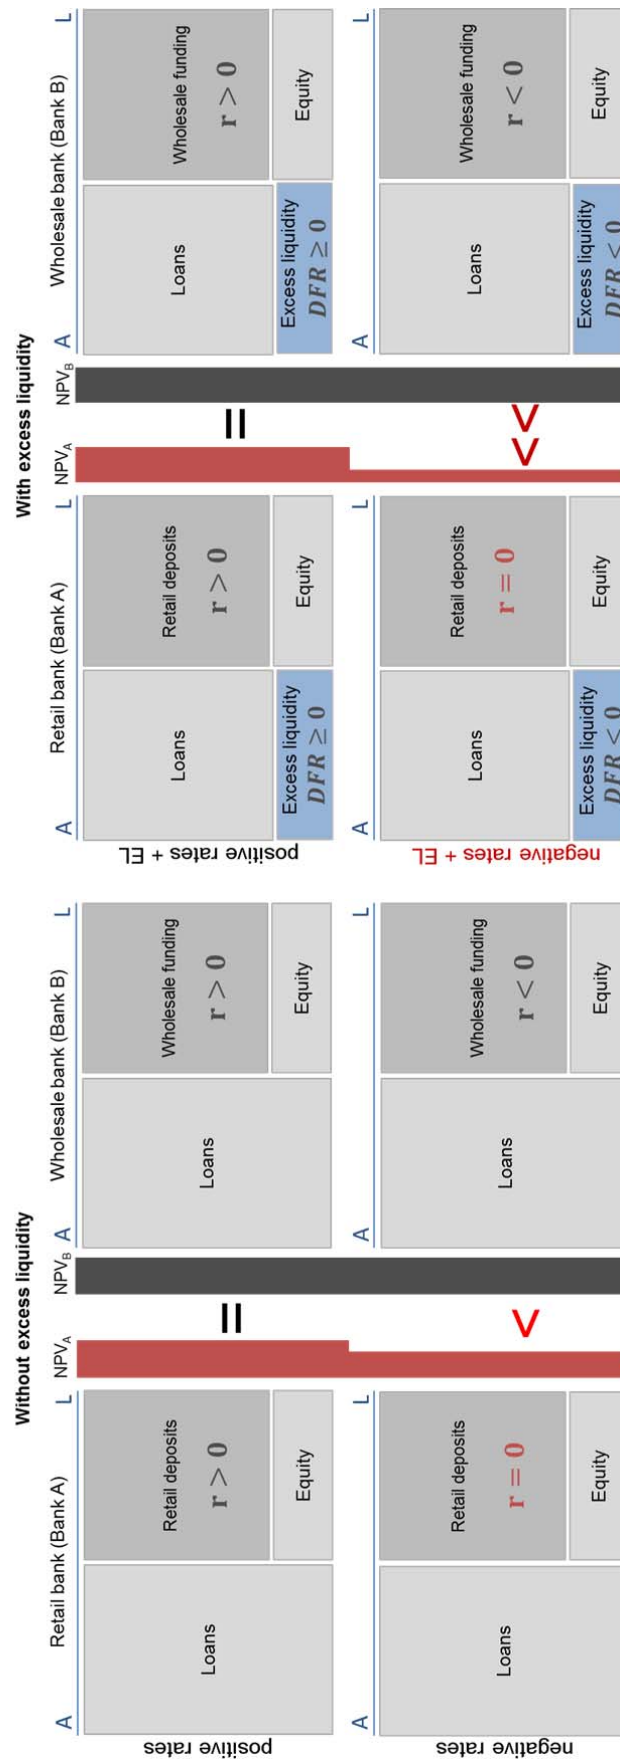 Without excess liquidity
Retail bank (Bank A)
Wholesale bank (Bank B)
A
L
NPVA
NPVB
A
L
positive rates
Loans
Retail deposits
r > 0
Equity
=
Loans
Wholesale funding
r > 0
Equity
A
L
A
L
negative rates
Loans
Retail deposits
r = 0
Equity
<
Loans
Wholesale funding
r < 0
Equity
With excess liquidity
Retail bank (Bank A)
Wholesale bank (Bank B)
A
L
NPVA
NPVB
A
L
positive rates + EL
Loans
Excess liquidity
DFR ≥ 0
Retail deposits
r > 0
Equity
=
Loans
Excess liquidity
DFR ≥ 0
Wholesale funding
r > 0
Equity
A
L
A
L
negative rates + EL
Loans
Excess liquidity
DFR < 0
Retail deposits
r = 0
Equity
<<
Loans
Excess liquidity
DFR < 0
Wholesale funding
r < 0
Equity